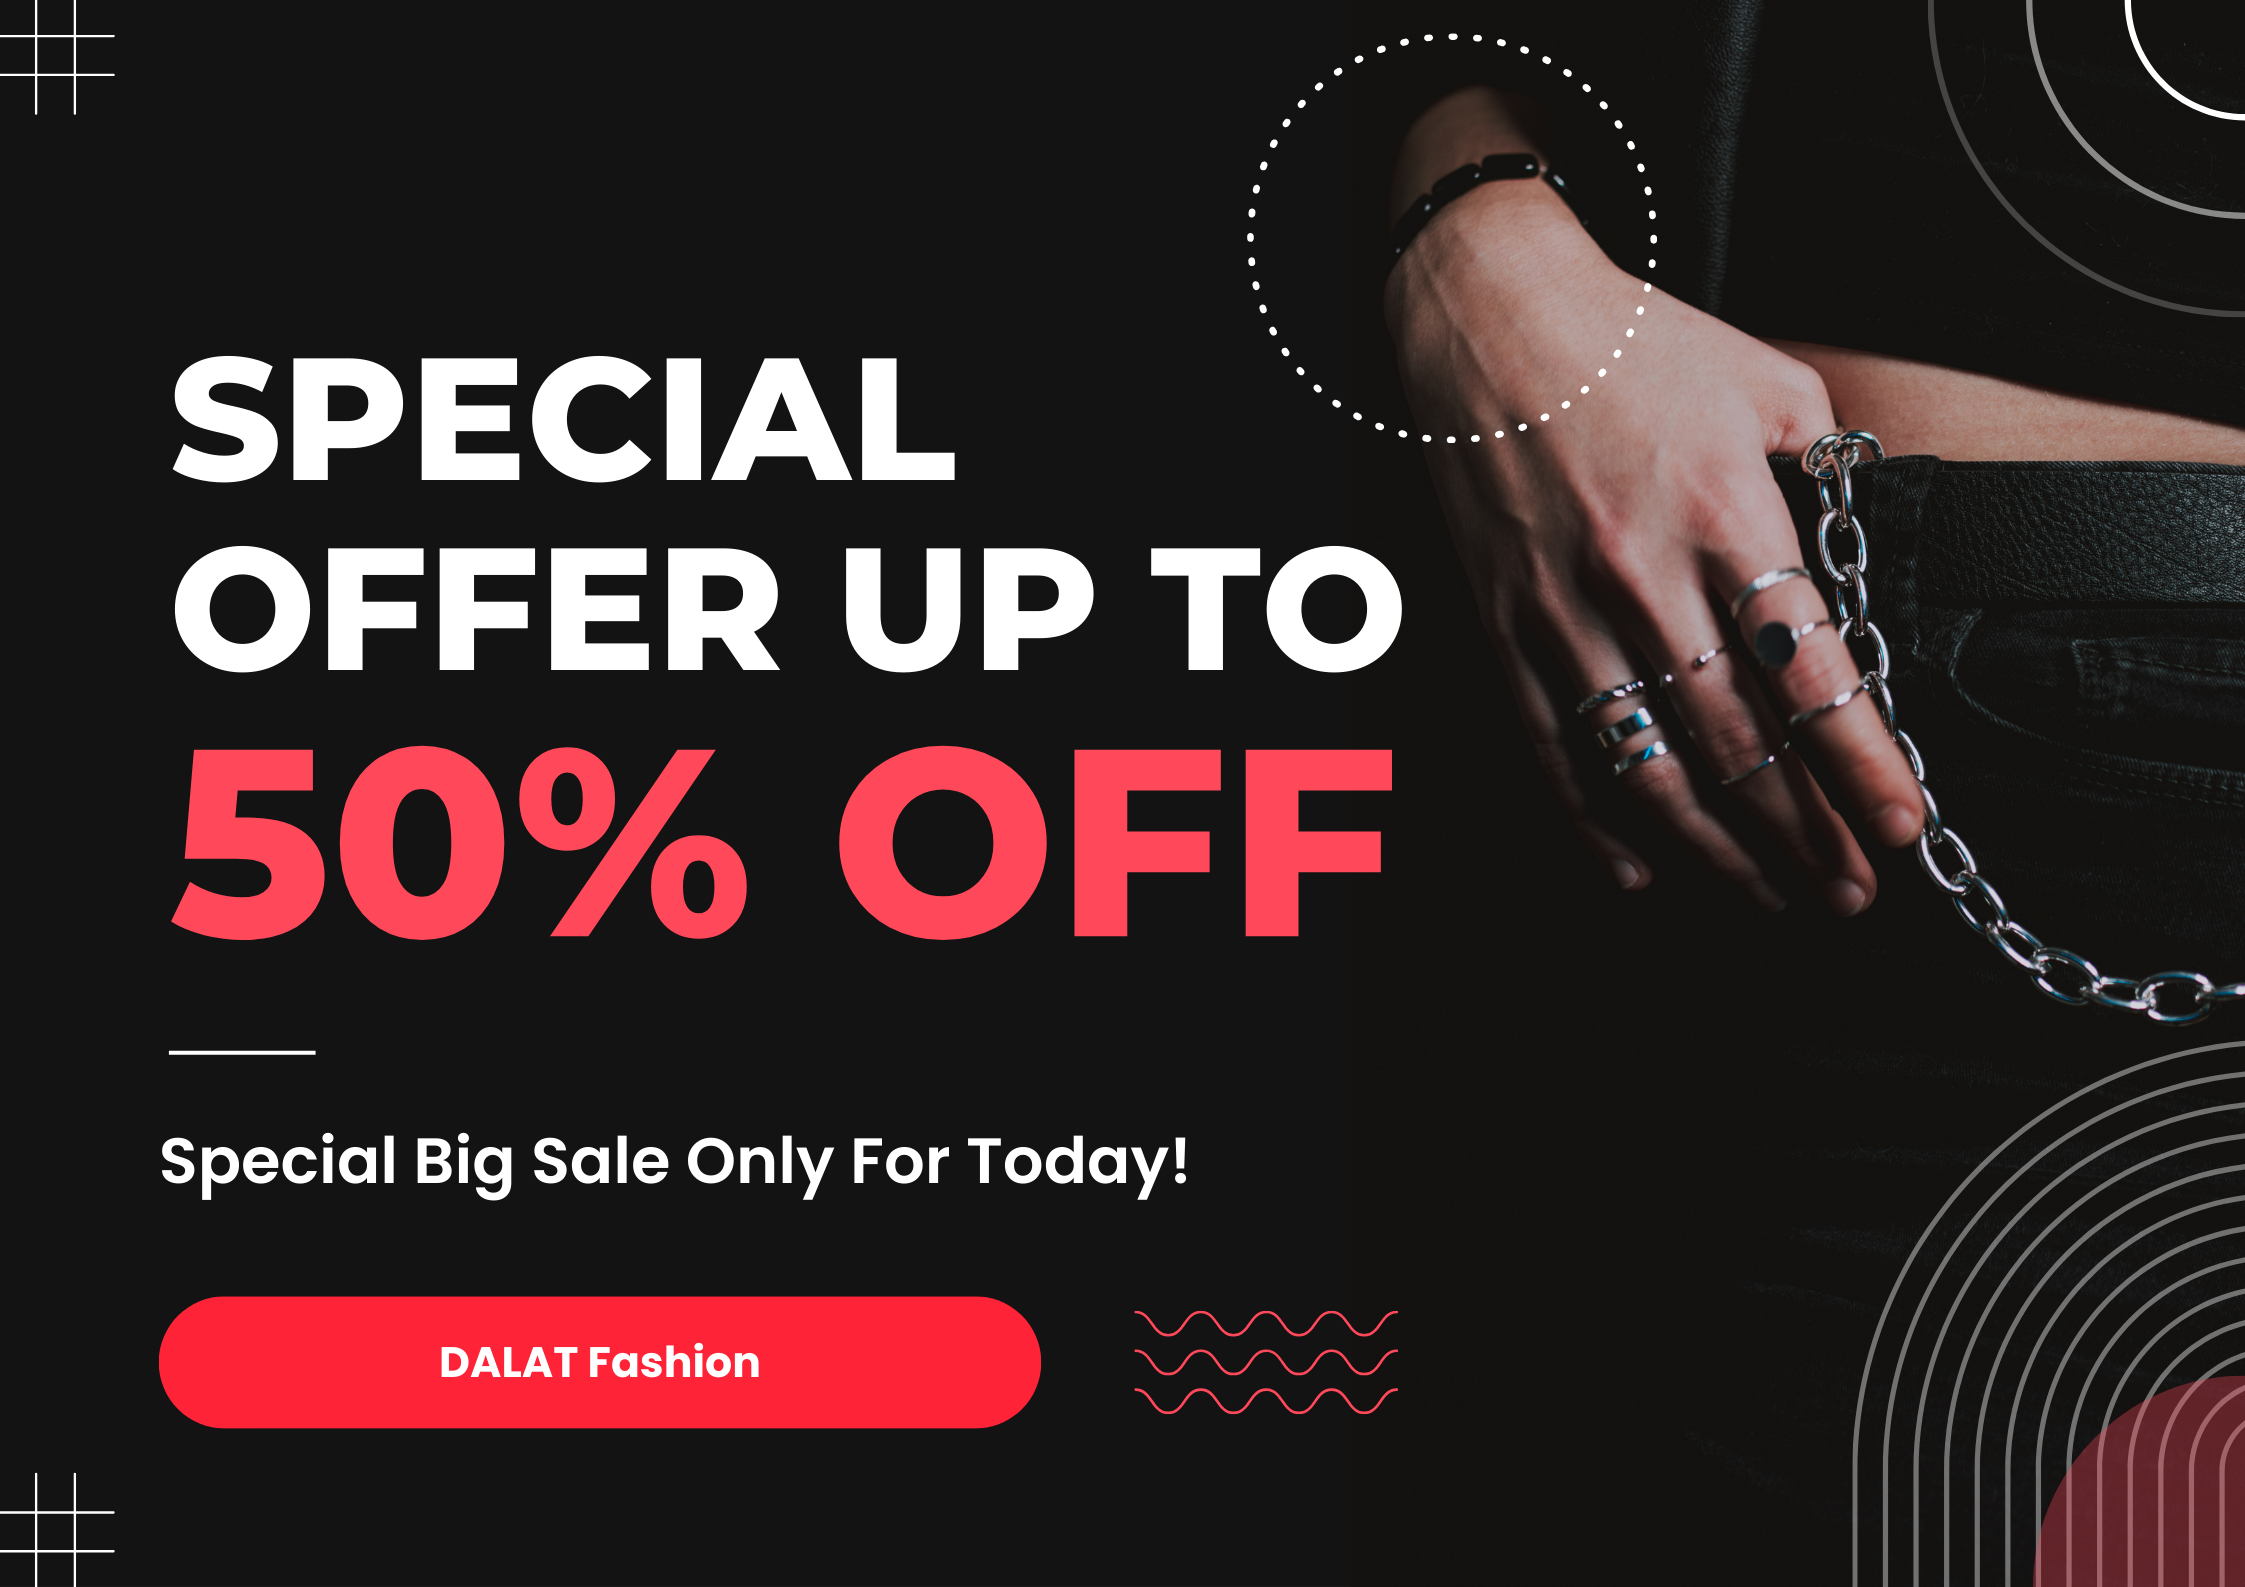 SPECIAL
OFFER UP TO
50% OFF
Special Big Sale Only For Today!
DALAT Fashion